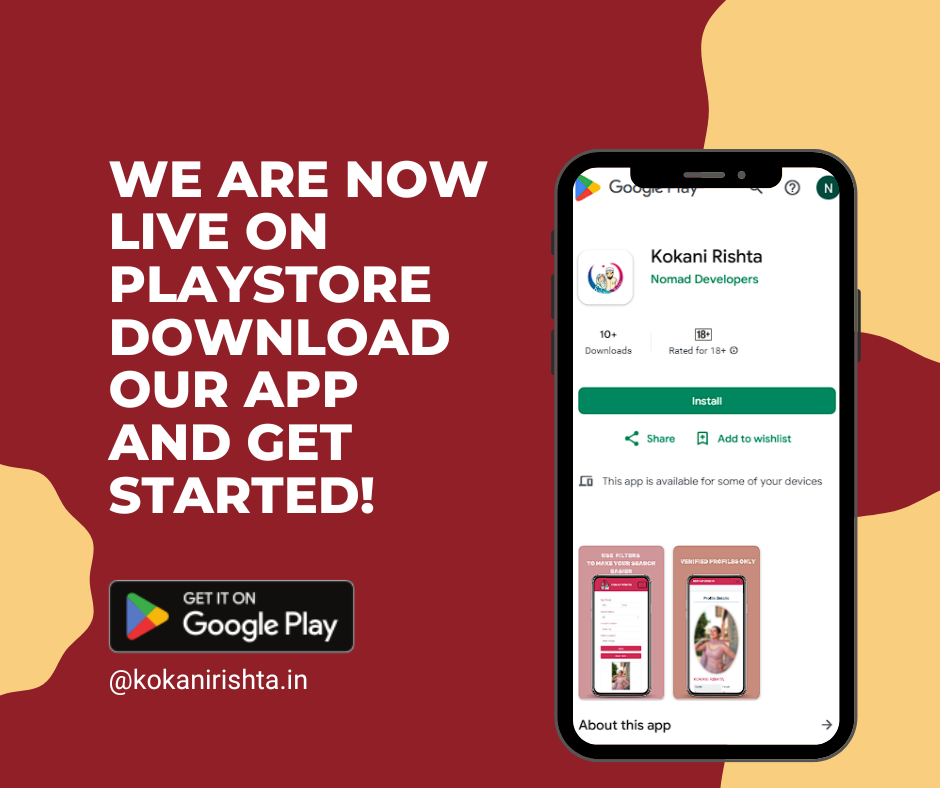 WE ARE NOW
LIVE ON
PLAYSTORE
DOWNLOAD
OUR APP
AND GET
STARTED!
GET IT ON
Google Play
@kokanirishta.in
Google Play
N
Kokani Rishta
Nomad Developers
10+
Downloads
18+
Rated for 18+
Install
Share
Add to wishlist
This app is available for some of your devices
USE FILTERS
TO MAKE YOUR SEARCH
EASIER
VERIFIED PROFILES ONLY
Profile Details
About this app